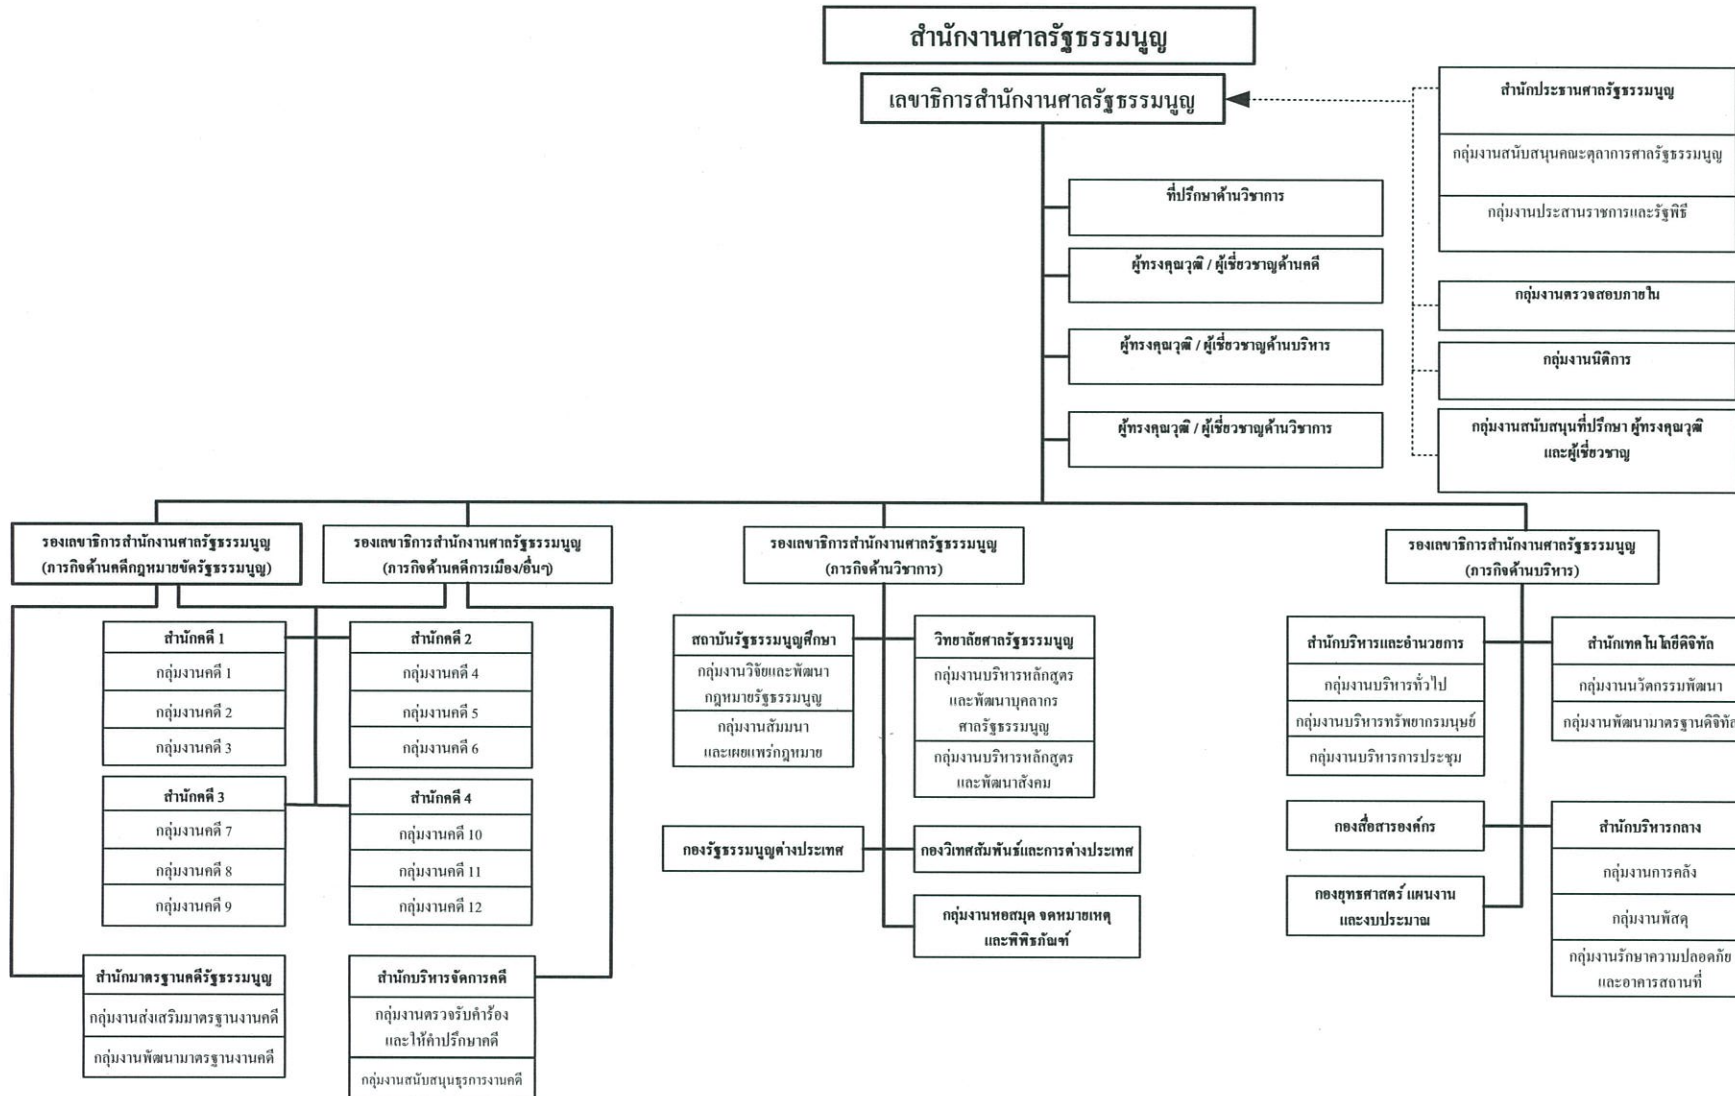 สำนักงานศาลรัฐธรรมนูญ
เลขาธิการสำนักงานศาลรัฐธรรมนูญ
สำนักประธานศาลรัฐธรรมนูญ
กลุ่มงานสนับสนุนคณะตุลาการศาลรัฐธรรมนูญ
กลุ่มงานประสานราชการและรัฐพิธี
กลุ่มงานตรวจสอบภายใน
กลุ่มงานนิติการ
กลุ่มงานสนับสนุนที่ปรึกษา ผู้ทรงคุณวุฒิ
และผู้เชี่ยวชาญ
ที่ปรึกษาด้านวิชาการ
ผู้ทรงคุณวุฒิ / ผู้เชี่ยวชาญด้านคดี
ผู้ทรงคุณวุฒิ / ผู้เชี่ยวชาญด้านบริหาร
ผู้ทรงคุณวุฒิ / ผู้เชี่ยวชาญด้านวิชาการ
รองเลขาธิการสำนักงานศาลรัฐธรรมนูญ
(ภารกิจด้านคดีกฎหมายขัดรัฐธรรมนูญ)
รองเลขาธิการสำนักงานศาลรัฐธรรมนูญ
(ภารกิจด้านคดีการเมือง/อื่นๆ)
สำนักคดี 1
กลุ่มงานคดี 1
กลุ่มงานคดี 2
กลุ่มงานคดี 3
สำนักคดี 2
กลุ่มงานคดี 4
กลุ่มงานคดี 5
กลุ่มงานคดี 6
สำนักคดี 3
กลุ่มงานคดี 7
กลุ่มงานคดี 8
กลุ่มงานคดี 9
สำนักคดี 4
กลุ่มงานคดี 10
กลุ่มงานคดี 11
กลุ่มงานคดี 12
สำนักมาตรฐานคดีรัฐธรรมนูญ
กลุ่มงานส่งเสริมมาตรฐานงานคดี
กลุ่มงานพัฒนามาตรฐานงานคดี
สำนักบริหารจัดการคดี
กลุ่มงานตรวจรับคำร้อง
และให้คำปรึกษาคดี
กลุ่มงานสนับสนุนธุรการงานคดี
รองเลขาธิการสำนักงานศาลรัฐธรรมนูญ
(ภารกิจด้านวิชาการ)
สถาบันรัฐธรรมนูญศึกษา
กลุ่มงานวิจัยและพัฒนา
กฎหมายรัฐธรรมนูญ
กลุ่มงานสัมมนา
และเผยแพร่กฎหมาย
วิทยาลัยศาลรัฐธรรมนูญ
กลุ่มงานบริหารหลักสูตร
และพัฒนาบุคลากร
ศาลรัฐธรรมนูญ
กลุ่มงานบริหารหลักสูตร
และพัฒนาสังคม
กองรัฐธรรมนูญต่างประเทศ
กองวิเทศสัมพันธ์และการต่างประเทศ
กลุ่มงานหอสมุด จดหมายเหตุ
และพิพิธภัณฑ์
รองเลขาธิการสำนักงานศาลรัฐธรรมนูญ
(ภารกิจด้านบริหาร)
สำนักบริหารและอำนวยการ
กลุ่มงานบริหารทั่วไป
กลุ่มงานบริหารทรัพยากรมนุษย์
กลุ่มงานบริหารการประชุม
สำนักเทคโนโลยีดิจิทัล
กลุ่มงานนวัตกรรมพัฒนา
กลุ่มงานพัฒนามาตรฐานดิจิทัล
กองสื่อสารองค์กร
กองยุทธศาสตร์ แผนงาน
และงบประมาณ
สำนักบริหารกลาง
กลุ่มงานการคลัง
กลุ่มงานพัสดุ
กลุ่มงานรักษาความปลอดภัย
และอาคารสถานที่